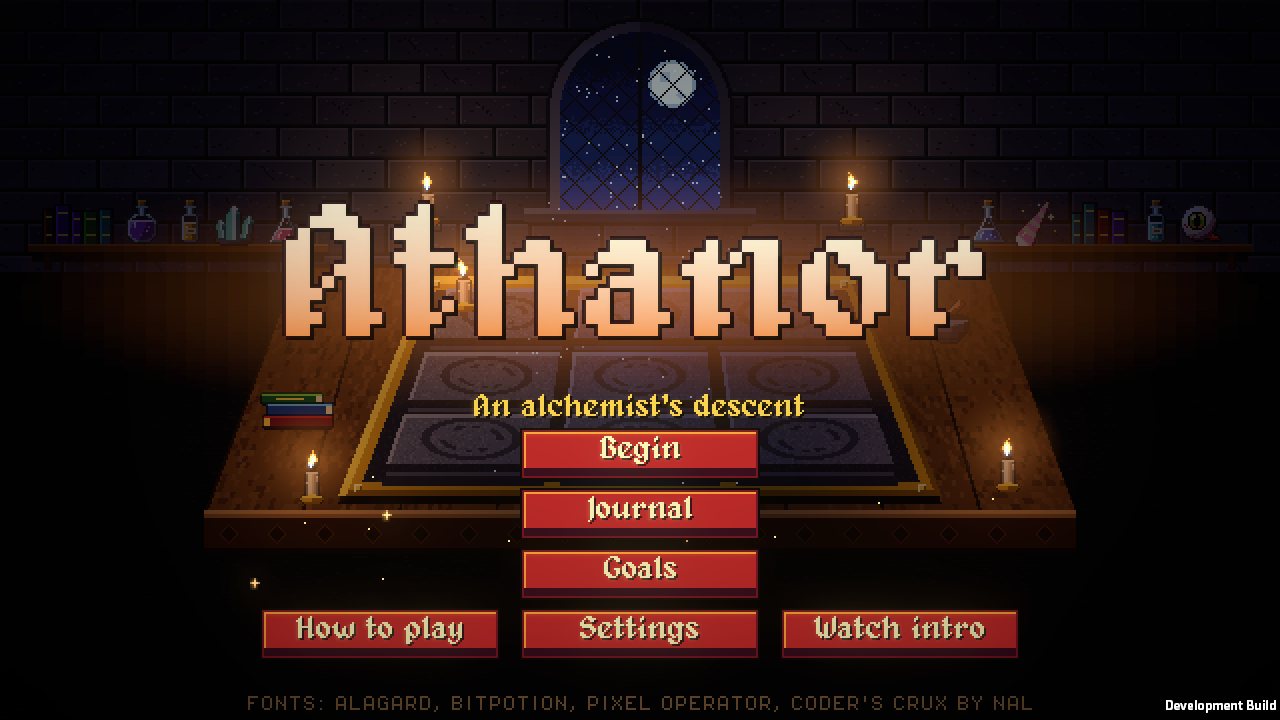 Athanor
An alchemist's descent
Begin
Journal
Goals
How to play
Settings
Watch intro
FONTS: ALAGARD, BITPOTION, PIXEL OPERATOR, CODER'S CRUX BY NAL
Development Build